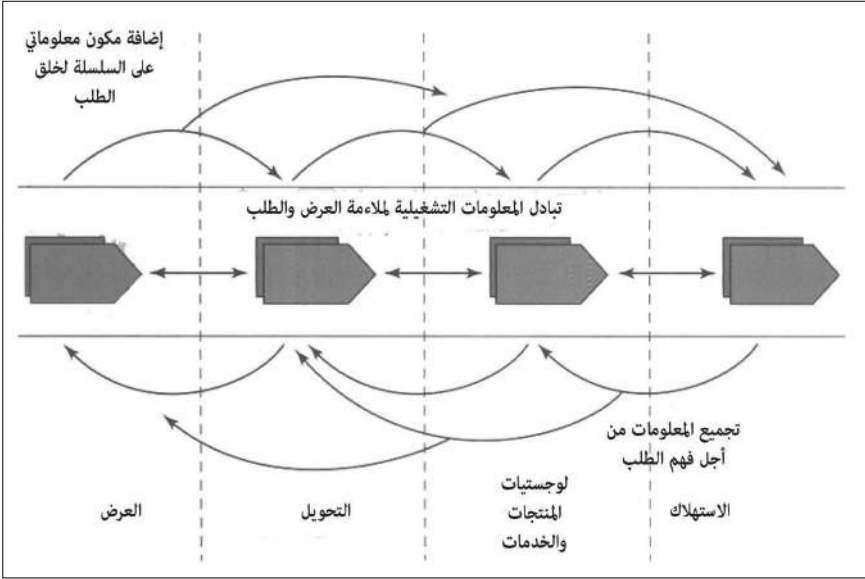 إضافة مكون معلوماتي
على السلسلة لخلق
الطلب
تبادل المعلومات التشغيلية لملاءمة العرض والطلب
تجميع المعلومات من
أجل فهم الطلب
العرض
التحويل
لوجستيات
المنتجات
والخدمات
الاستهلاك